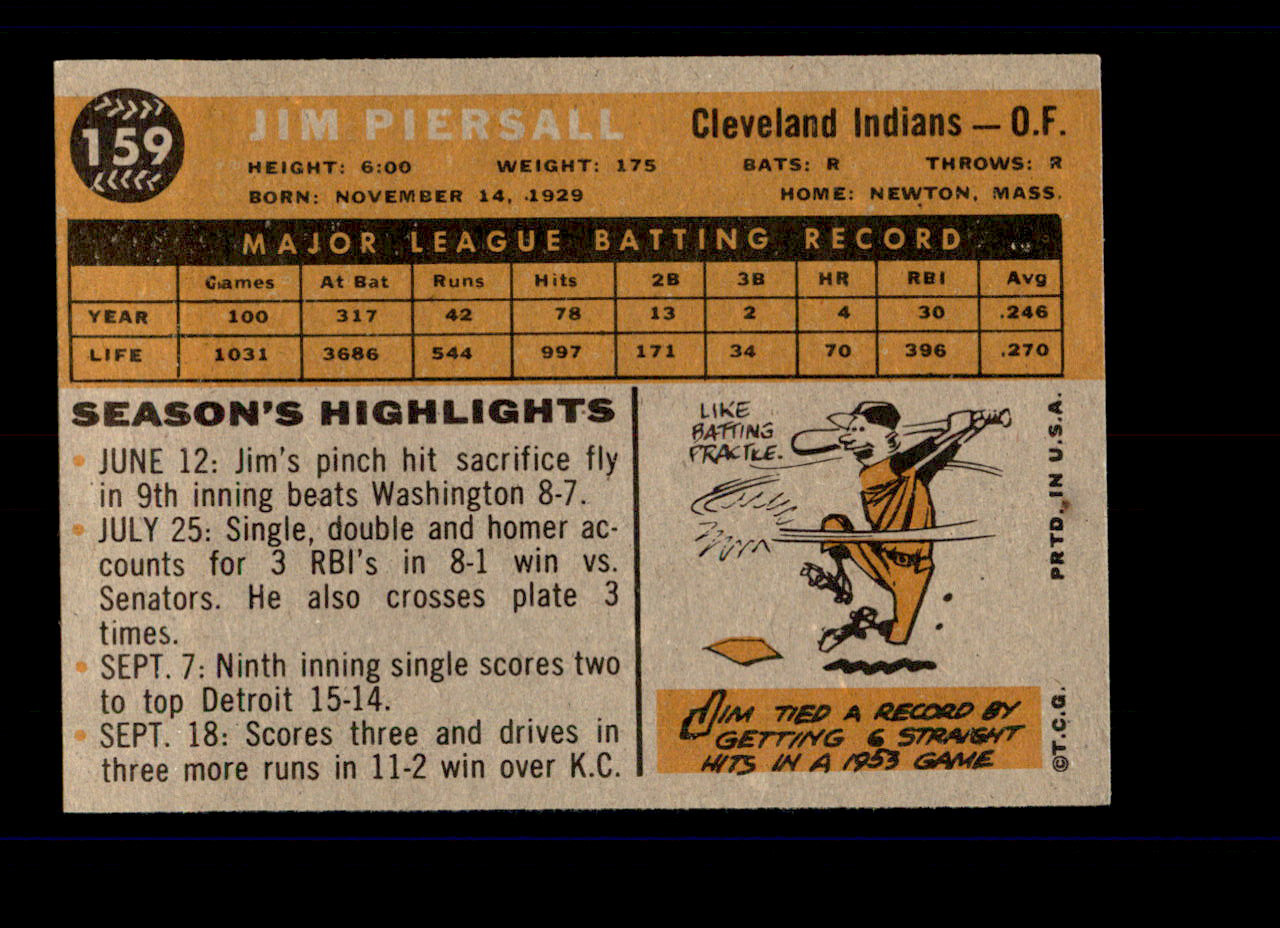 159
JIM PIERSALL
Cleveland Indians — O.F.
HEIGHT: 6:00 WEIGHT: 175 BATS: R THROWS: R
BORN: NOVEMBER 14, 1929 HOME: NEWTON, MASS.
MAJOR LEAGUE BATTING RECORD
Games At Bat Runs Hits 2B 3B HR RBI Avg
YEAR 100 317 42 78 13 2 4 30 .246
LIFE 1031 3686 544 997 171 34 70 396 .270
SEASON'S HIGHLIGHTS
• JUNE 12: Jim's pinch hit sacrifice fly
in 9th inning beats Washington 8-7.
• JULY 25: Single, double and homer ac-
counts for 3 RBI's in 8-1 win vs.
Senators. He also crosses plate 3
times.
• SEPT. 7: Ninth inning single scores two
to top Detroit 15-14.
• SEPT. 18: Scores three and drives in
three more runs in 11-2 win over K.C.
LIKE
BATTING
PRACTICE.
JIM TIED A RECORD BY
GETTING 6 STRAIGHT
HITS IN A 1953 GAME
©T.C.G. PRTD. IN U.S.A.